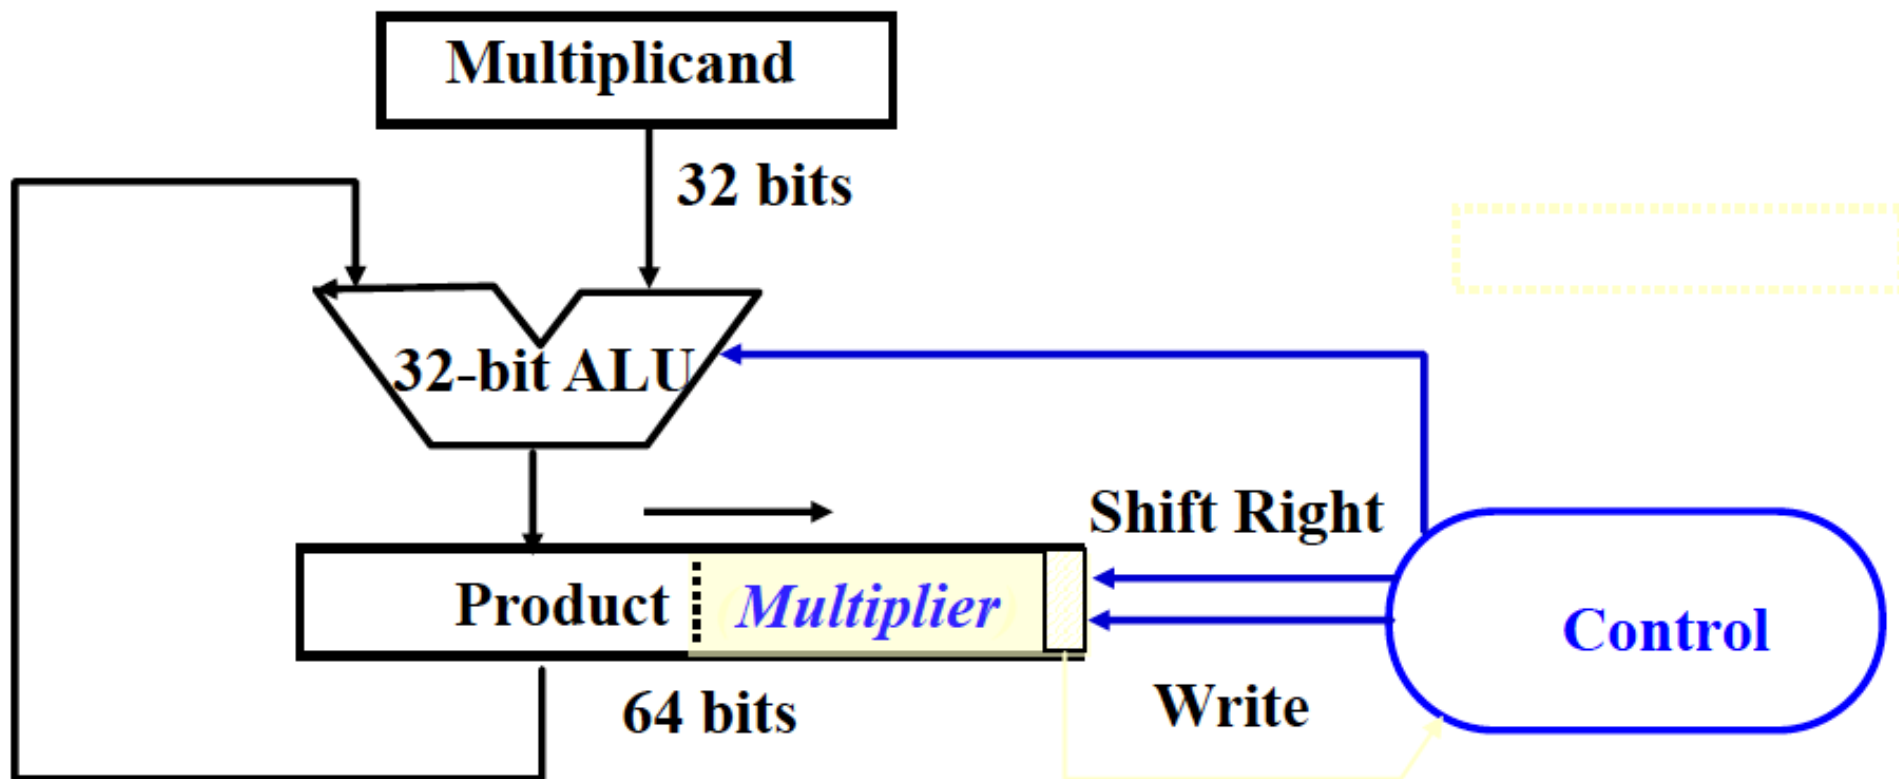 Multiplicand
32 bits
32-bit ALU
Shift Right
Product
Multiplier
Control
64 bits
Write